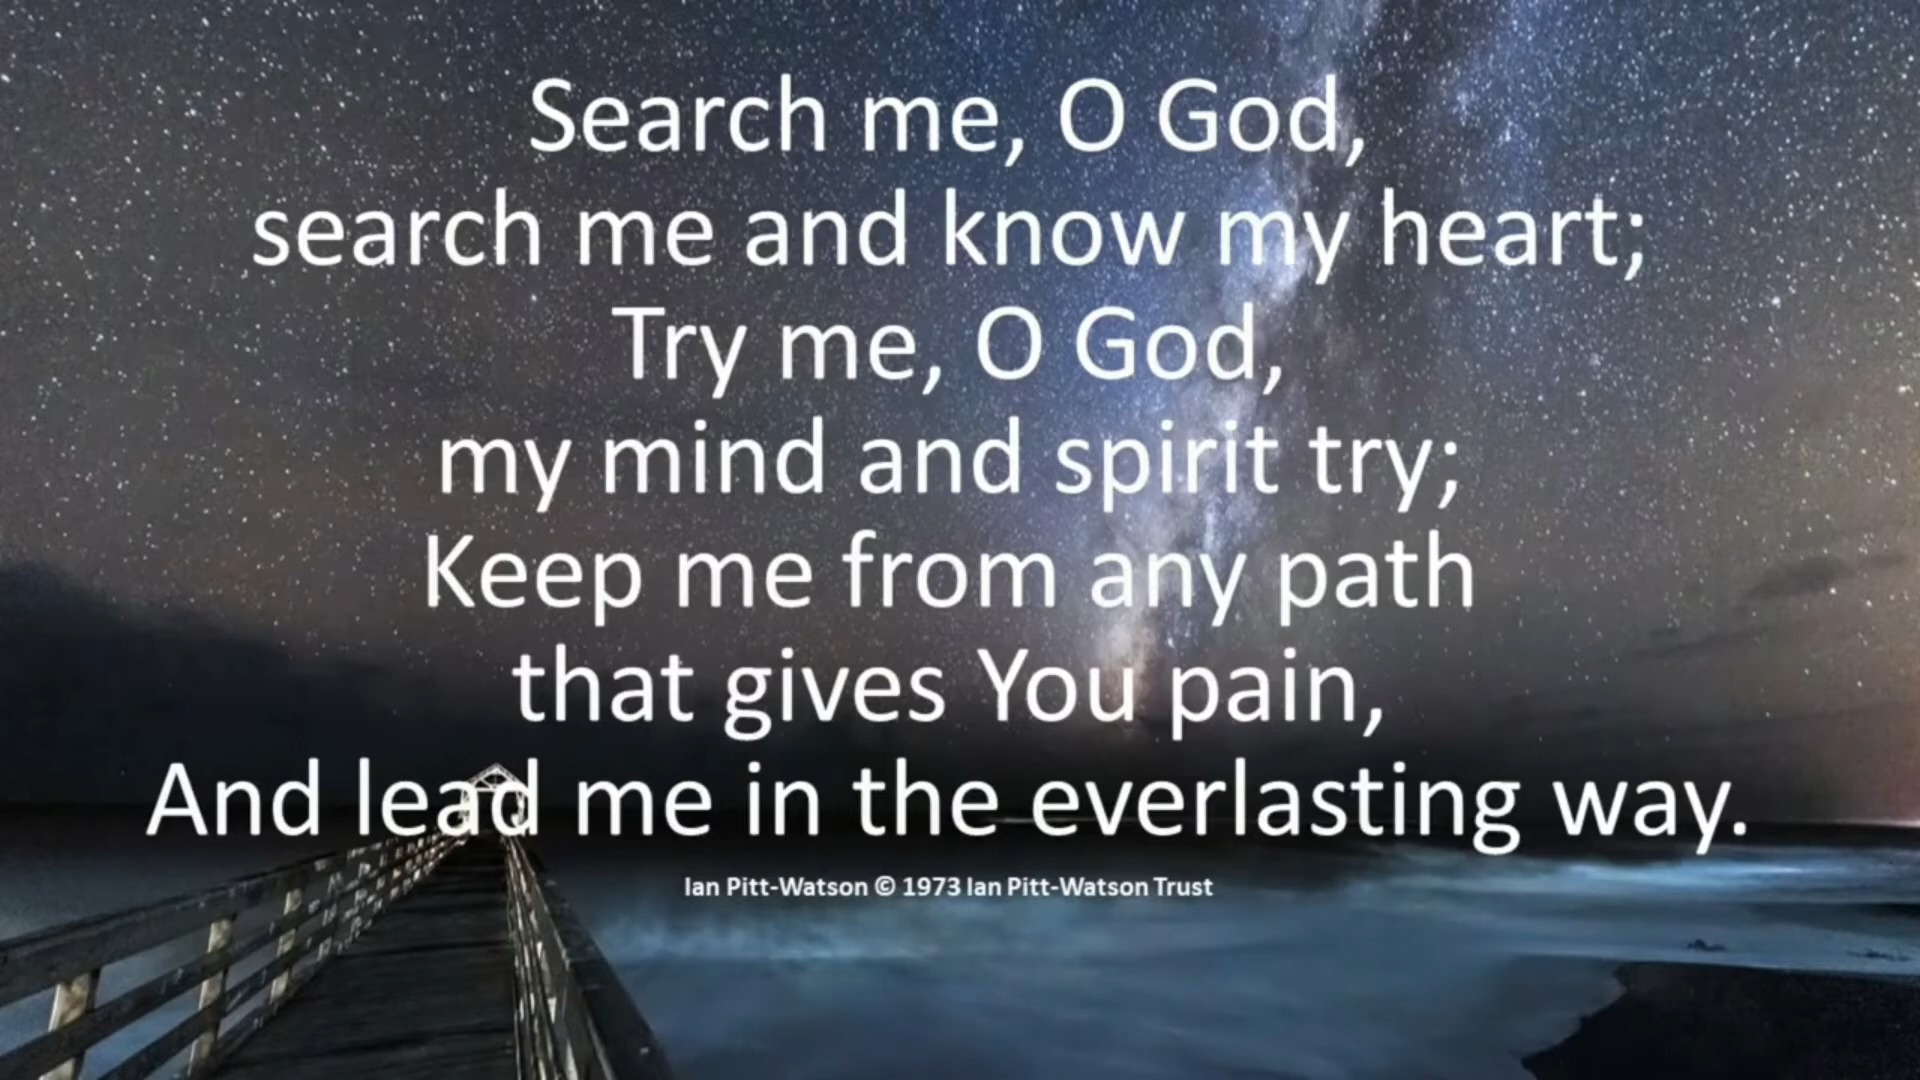 Search me, O God,
search me and know my heart;
Try me, O God,
my mind and spirit try;
Keep me from any path
that gives You pain,
And lead me in the everlasting way.
Ian Pitt-Watson © 1973 Ian Pitt-Watson Trust